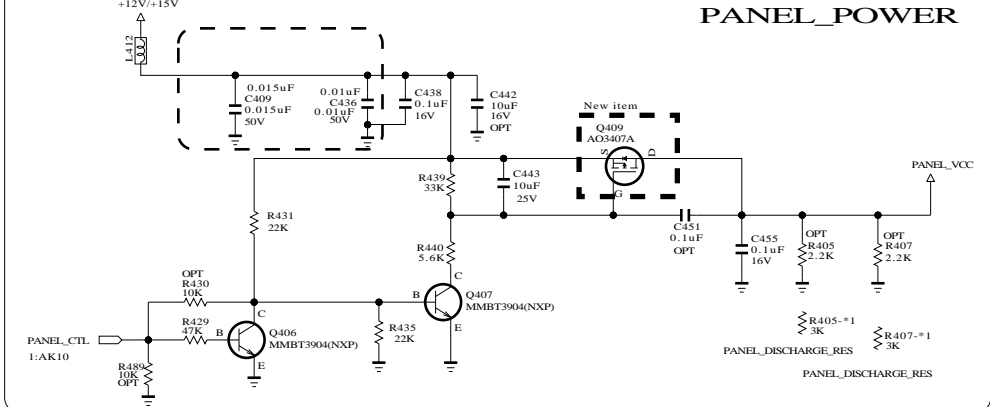 +12V/+15V
PANEL_POWER
L412
0.015uF
C409
0.015uF
50V
0.01uF
C436
0.01uF
50V
C438
0.1uF
16V
C442
10uF
16V
OPT
New item
Q409
AO3407A
S
D
G
R439
33K
C443
10uF
25V
PANEL_VCC
R431
22K
R440
5.6K
C451
0.1uF
OPT
C455
0.1uF
16V
OPT
R405
2.2K
OPT
R407
2.2K
OPT
R430
10K
R429
47K
C
B
E
Q406
MMBT3904(NXP)
C
B
E
Q407
MMBT3904(NXP)
R435
22K
PANEL_CTL
1:AK10
R489
10K
OPT
R405-*1
3K
PANEL_DISCHARGE_RES
R407-*1
3K
PANEL_DISCHARGE_RES